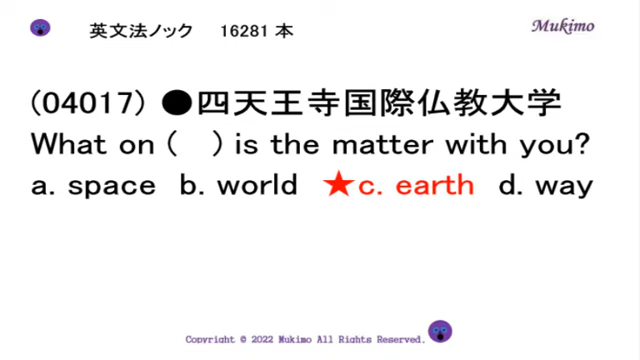 英文法ノック 16281 本
Mukimo
(04017) ●四天王寺国際仏教大学
What on ( ) is the matter with you?
a. space b. world ★c. earth d. way
Copyright © 2022 Mukimo All Rights Reserved.